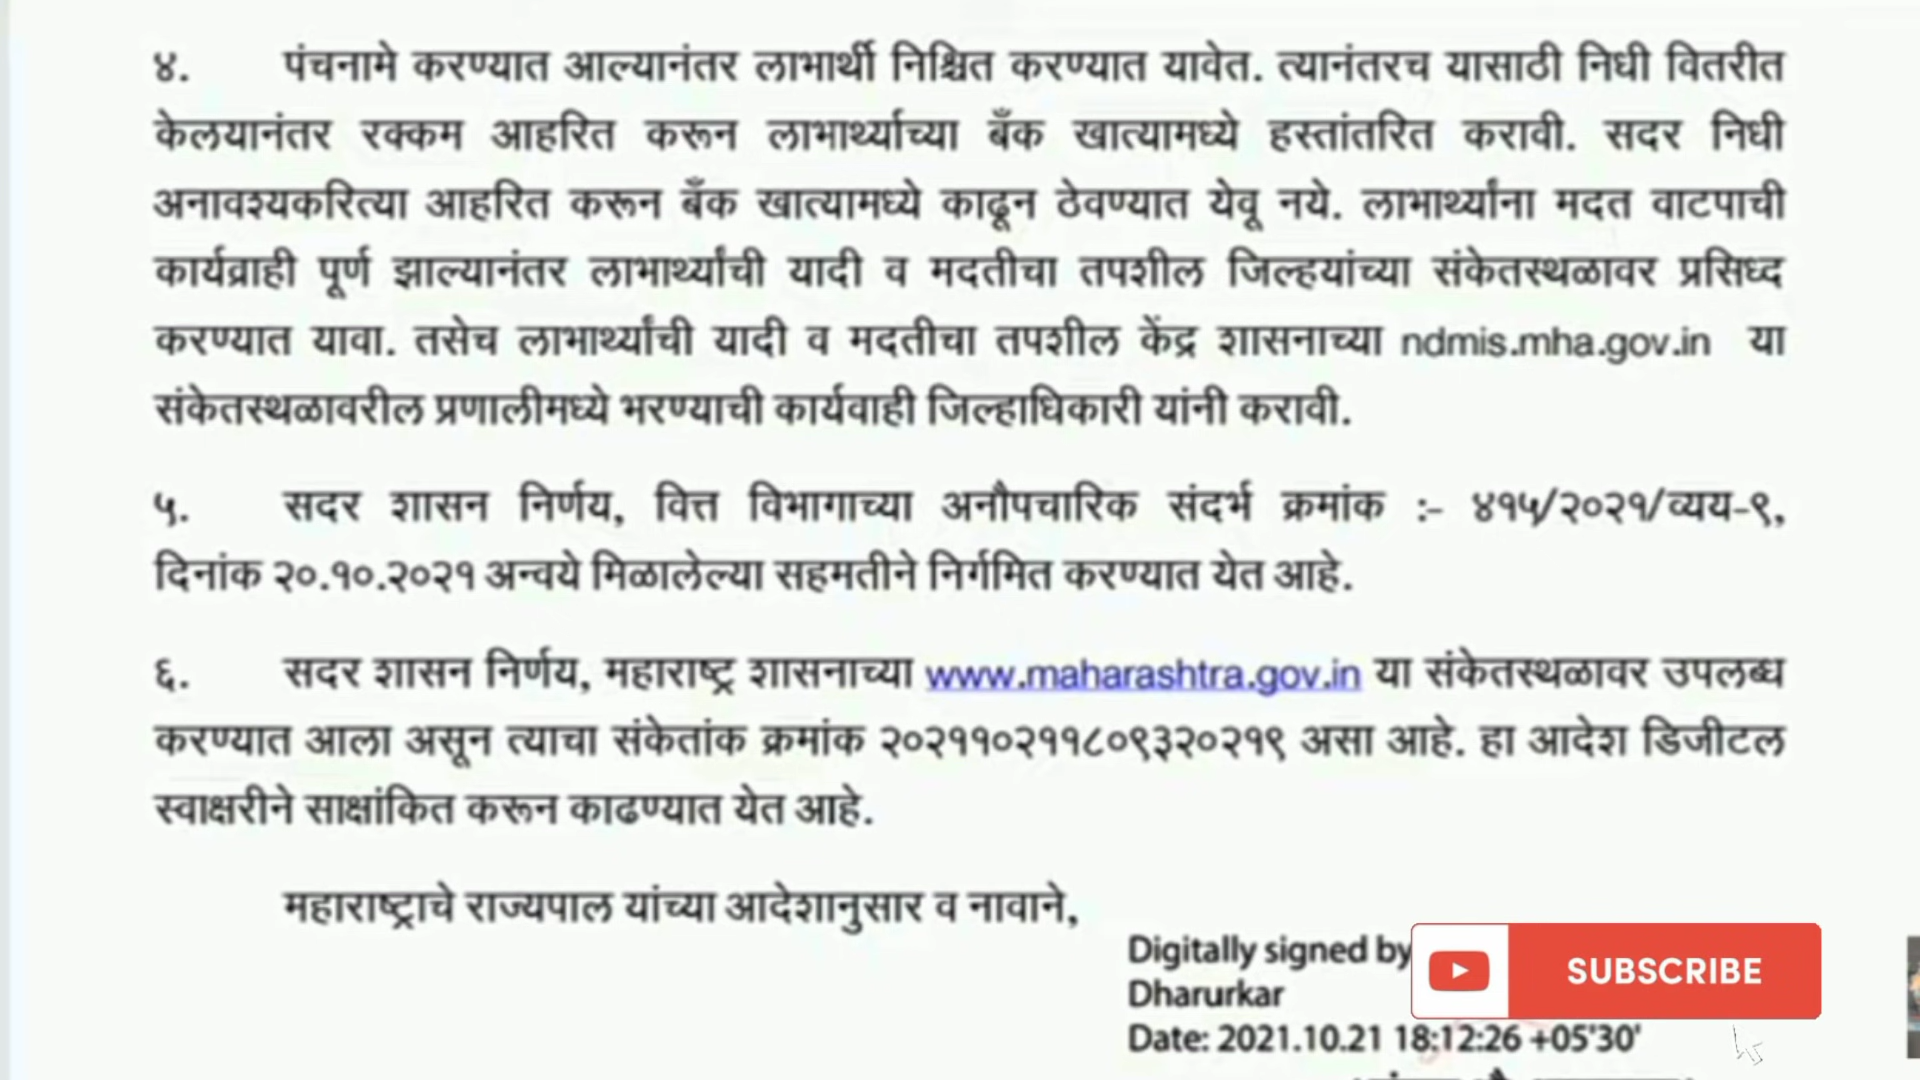 ४. पंचनामे करण्यात आल्यानंतर लाभार्थी निश्चित करण्यात यावेत. त्यानंतरच यासाठी निधी वितरीत
केलयानंतर रक्कम आहरित करून लाभार्थ्याच्या बँक खात्यामध्ये हस्तांतरित करावी. सदर निधी
अनावश्यकरित्या आहरित करून बँक खात्यामध्ये काढून ठेवण्यात येवू नये. लाभार्थ्यांना मदत वाटपाची
कार्यव्राही पूर्ण झाल्यानंतर लाभार्थ्यांची यादी व मदतीचा तपशील जिल्हयांच्या संकेतस्थळावर प्रसिध्द
करण्यात यावा. तसेच लाभार्थ्यांची यादी व मदतीचा तपशील केंद्र शासनाच्या ndmis.mha.gov.in या
संकेतस्थळावरील प्रणालीमध्ये भरण्याची कार्यवाही जिल्हाधिकारी यांनी करावी.
५. सदर शासन निर्णय, वित्त विभागाच्या अनौपचारिक संदर्भ क्रमांक :- ४१५/२०२१/व्यय-९,
दिनांक २०.१०.२०२१ अन्वये मिळालेल्या सहमतीने निर्गमित करण्यात येत आहे.
६. सदर शासन निर्णय, महाराष्ट्र शासनाच्या www.maharashtra.gov.in या संकेतस्थळावर उपलब्ध
करण्यात आला असून त्याचा संकेतांक क्रमांक २०२११०२११८०९३२०२१९ असा आहे. हा आदेश डिजीटल
स्वाक्षरीने साक्षांकित करून काढण्यात येत आहे.
महाराष्ट्राचे राज्यपाल यांच्या आदेशानुसार व नावाने,
Digitally signed by
Dharurkar
Date: 2021.10.21 18:12:26 +05'30'
SUBSCRIBE